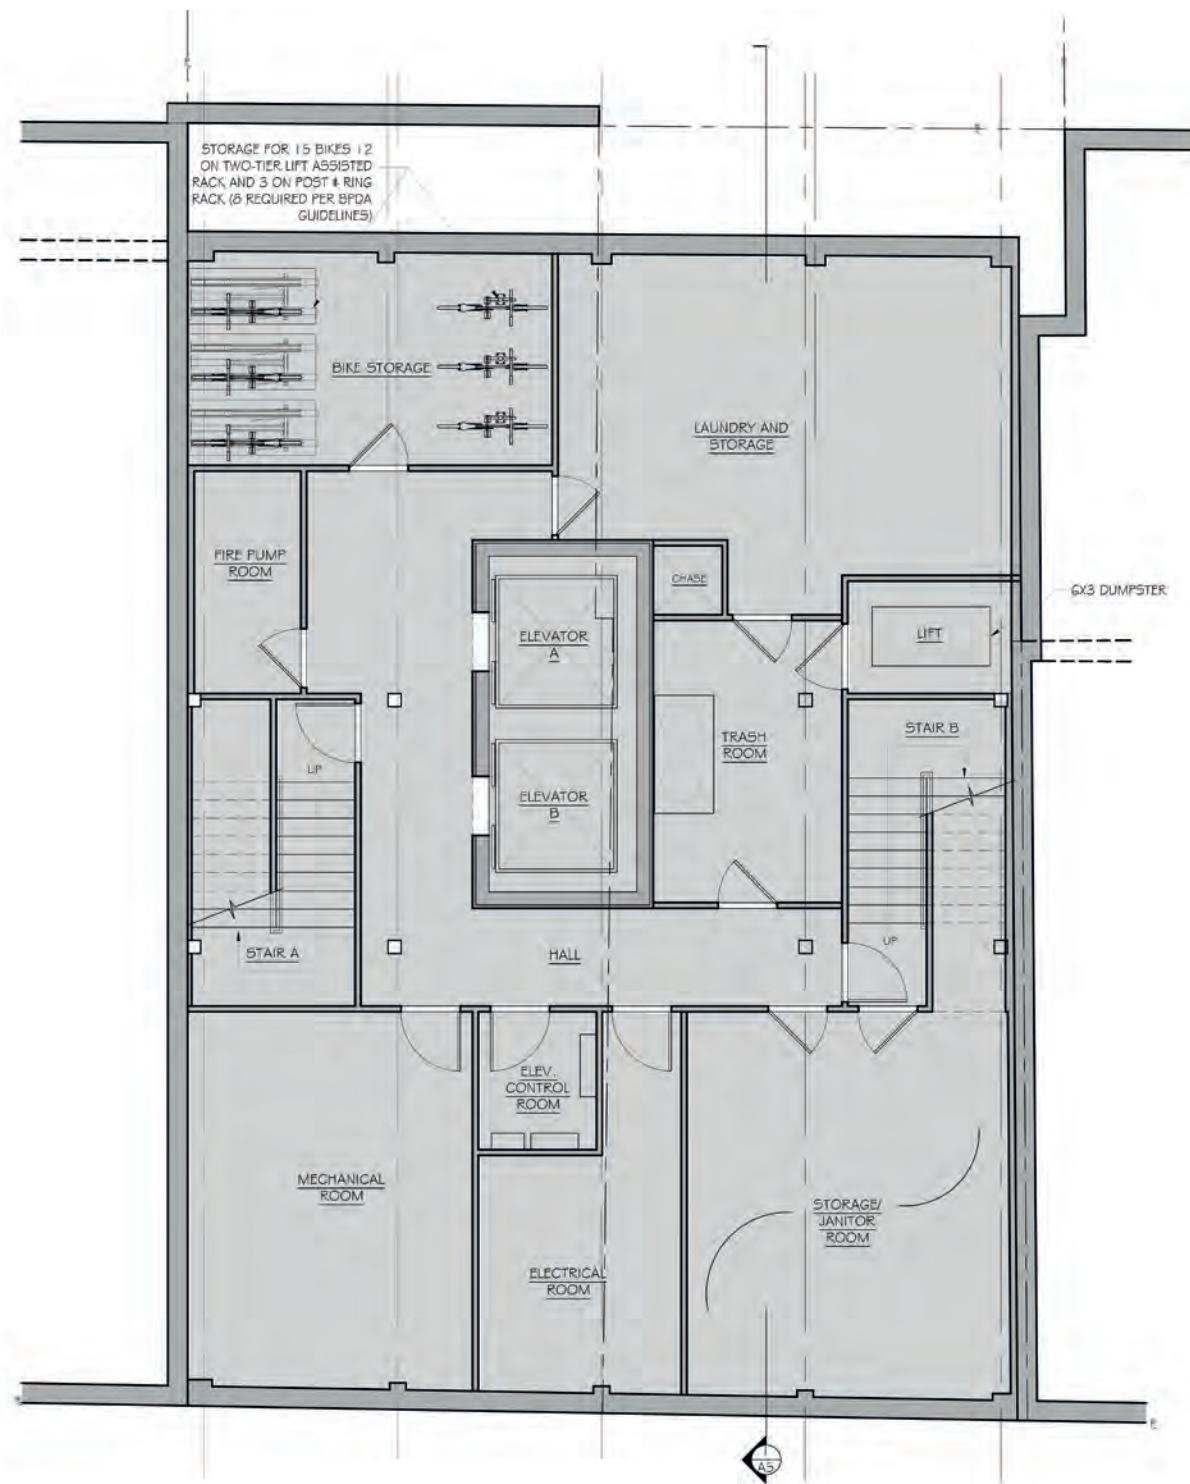 STORAGE FOR 15 BIKES 12
ON TWO-TIER LIFT ASSISTED
RACK AND 3 ON POST & RING
RACK (8 REQUIRED PER BPDA
GUIDELINES)
BIKE STORAGE
LAUNDRY AND
STORAGE
FIRE PUMP
ROOM
CHASE
6X3 DUMPSTER
ELEVATOR
A
LIFT
STAIR B
TRASH
ROOM
UP
ELEVATOR
B
UP
STAIR A
HALL
ELEV.
CONTROL
ROOM
MECHANICAL
ROOM
STORAGE/
JANITOR
ROOM
ELECTRICAL
ROOM
A5